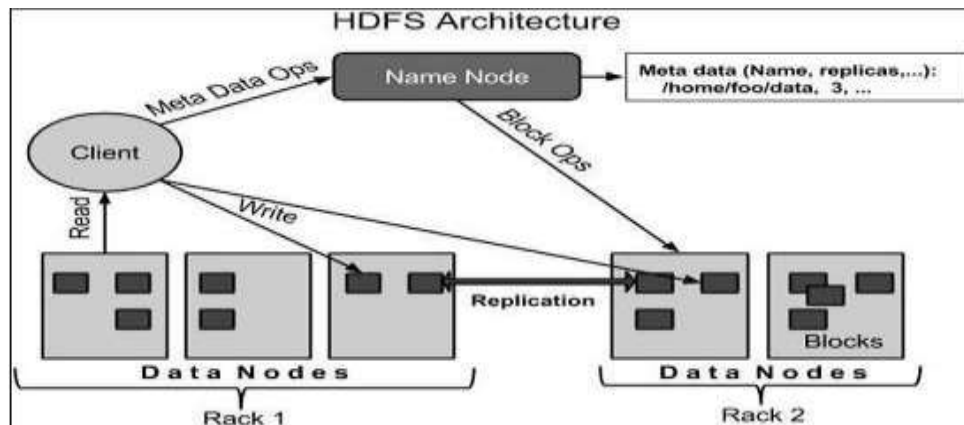 HDFS Architecture
Meta Data Ops
Name Node
Meta data (Name, replicas,...):
/home/foo/data, 3, ...
Block Ops
Client
Read
Write
Replication
Blocks
Data Nodes
Data Nodes
Rack 1
Rack 2